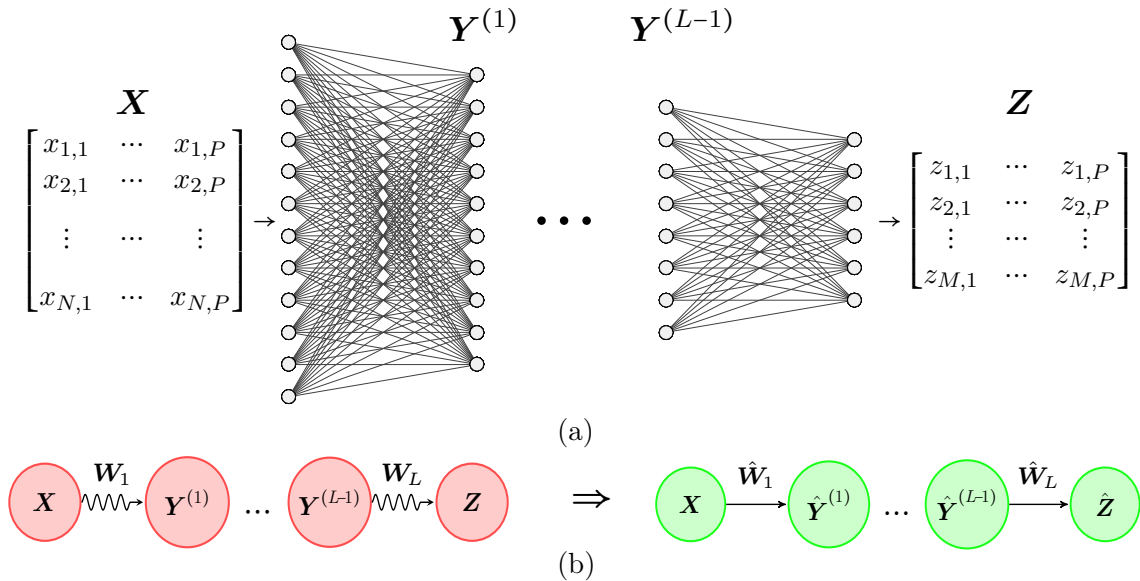 Y^{(1)} Y^{(L-1)}
X Z
x_{1,1} ⋯ x_{1,P}
x_{2,1} ⋯ x_{2,P}
⋮ ⋯ ⋮
x_{N,1} ⋯ x_{N,P}
→
⋯
→
z_{1,1} ⋯ z_{1,P}
z_{2,1} ⋯ z_{2,P}
⋮ ⋯ ⋮
z_{M,1} ⋯ z_{M,P}
(a)
W_1 W_L Ŵ_1 Ŵ_L
X Y^{(1)} ... Y^{(L-1)} Z ⇒ X Ŷ^{(1)} ... Ŷ^{(L-1)} Ẑ
(b)